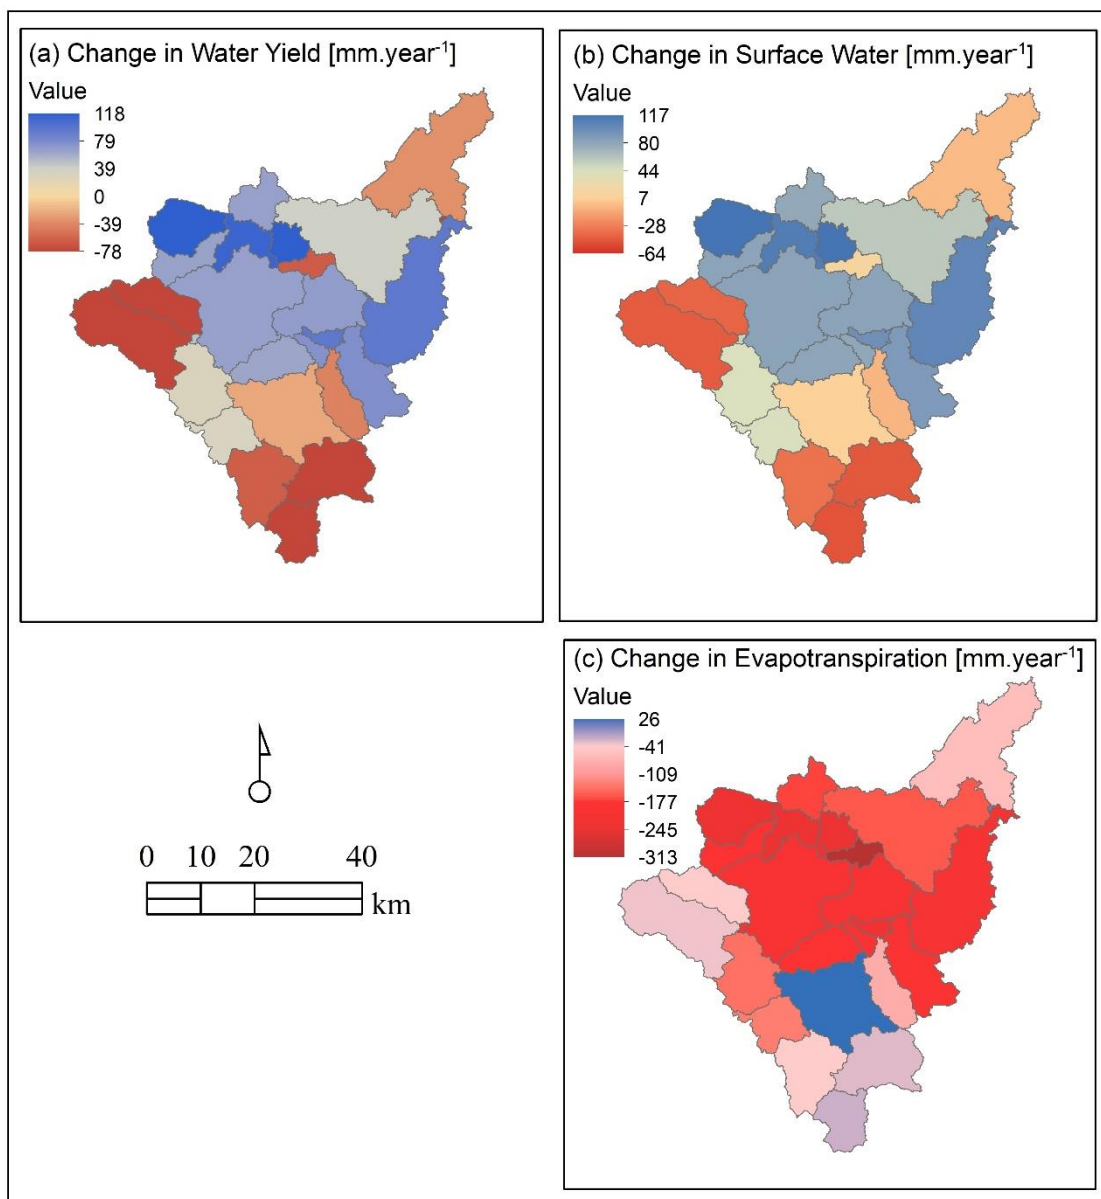 (a) Change in Water Yield [mm.year⁻¹]
Value
118
79
39
0
-39
-78
(b) Change in Surface Water [mm.year⁻¹]
Value
117
80
44
7
-28
-64
(c) Change in Evapotranspiration [mm.year⁻¹]
Value
26
-41
-109
-177
-245
-313
0 10 20 40
km